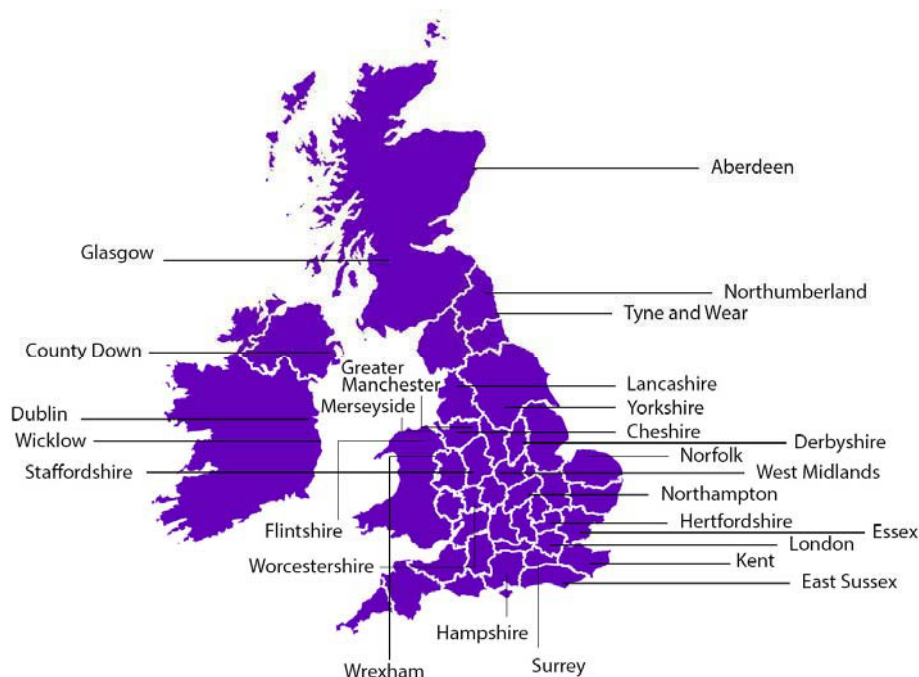 Aberdeen
Glasgow
Northumberland
Tyne and Wear
County Down
Greater
Manchester
Merseyside
Lancashire
Yorkshire
Cheshire
Derbyshire
Dublin
Wicklow
Norfolk
Staffordshire
West Midlands
Northampton
Hertfordshire
Flintshire
Essex
London
Worcestershire
Kent
East Sussex
Hampshire
Surrey
Wrexham